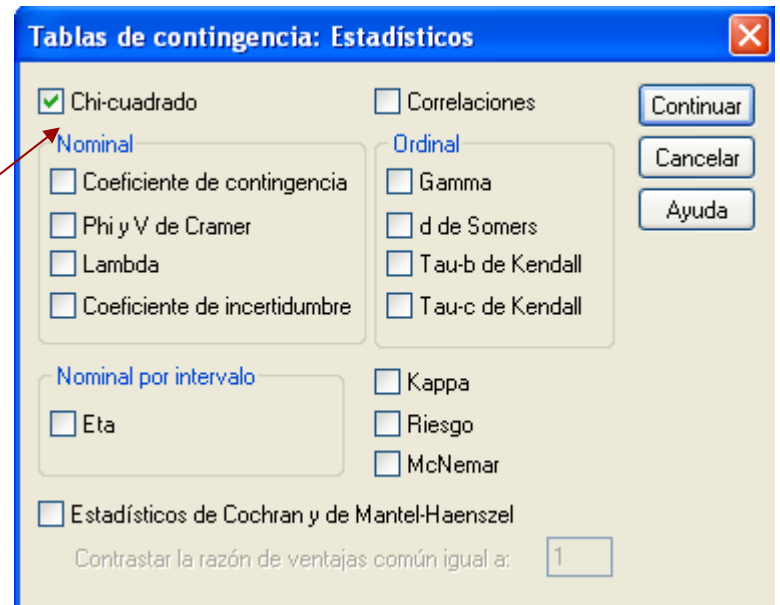 Tablas de contingencia: Estadísticos
Chi-cuadrado
Correlaciones
Continuar
Cancelar
Ayuda
Nominal
Coeficiente de contingencia
Phi y V de Cramer
Lambda
Coeficiente de incertidumbre
Ordinal
Gamma
d de Somers
Tau-b de Kendall
Tau-c de Kendall
Nominal por intervalo
Eta
Kappa
Riesgo
McNemar
Estadísticos de Cochran y de Mantel-Haenszel
Contrastar la razón de ventajas común igual a: 1